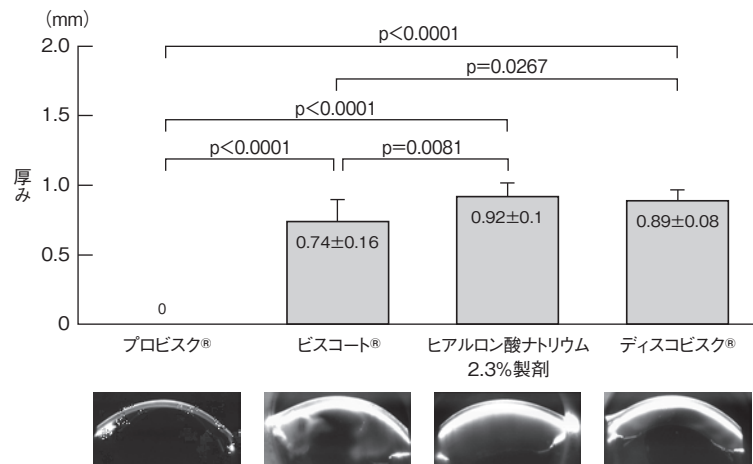 (mm)
2.0
1.5
1.0
0.5
0
厚み
p<0.0001
p=0.0267
p<0.0001
p<0.0001
p=0.0081
0
0.74±0.16
0.92±0.1
0.89±0.08
プロビスク®
ビスコート®
ヒアルロン酸ナトリウム
2.3%製剤
ディスコビスク®